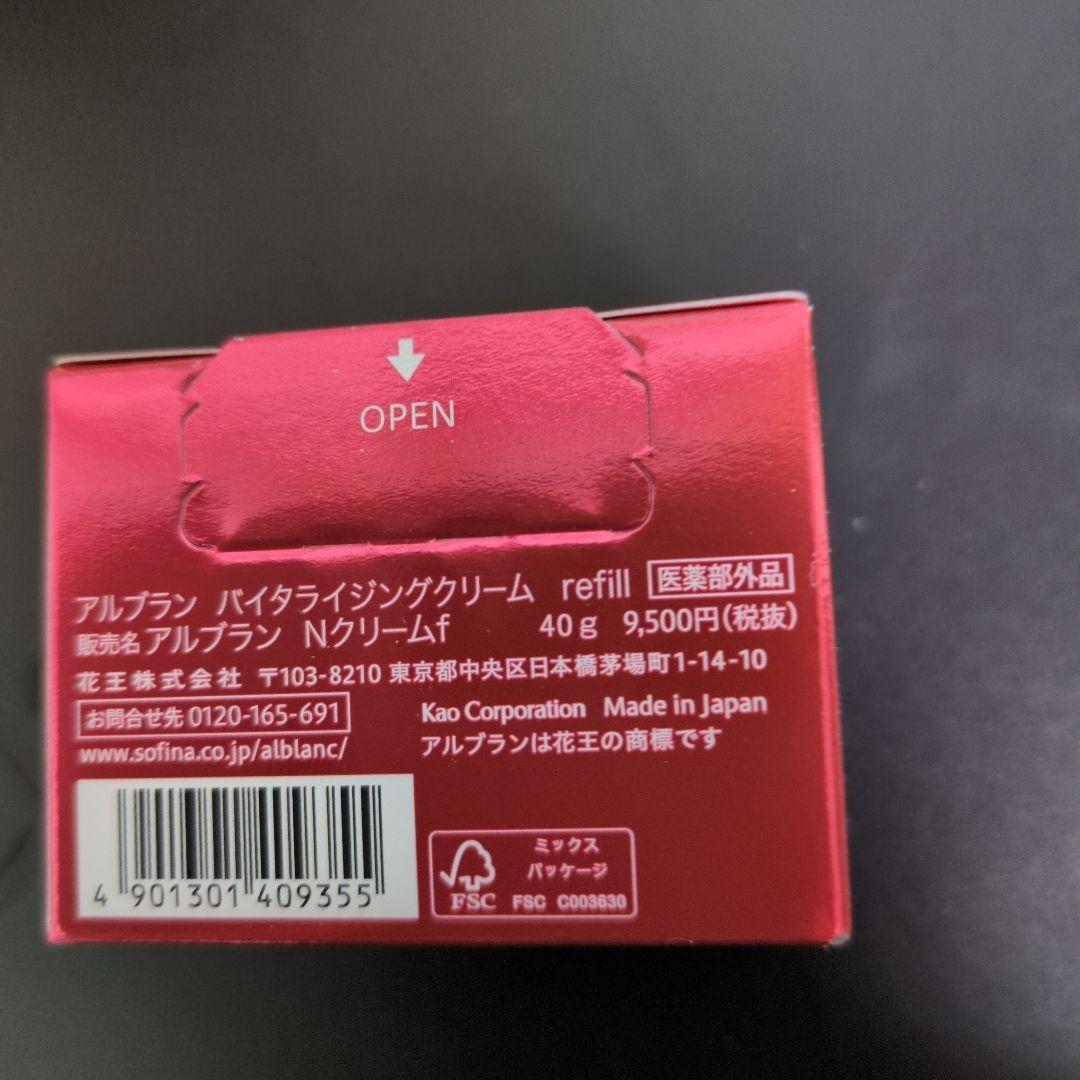 OPEN
アルブラン バイタライジングクリーム refill 医薬部外品
販売名 アルブラン Nクリームf 40g 9,500円(税抜)
花王株式会社 〒103-8210 東京都中央区日本橋茅場町1-14-10
お問合せ先 0120-165-691
Kao Corporation Made in Japan
www.sofina.co.jp/alblanc/
アルブランは花王の商標です
4 901301 409355
ミックス
パッケージ
FSC FSC C003630